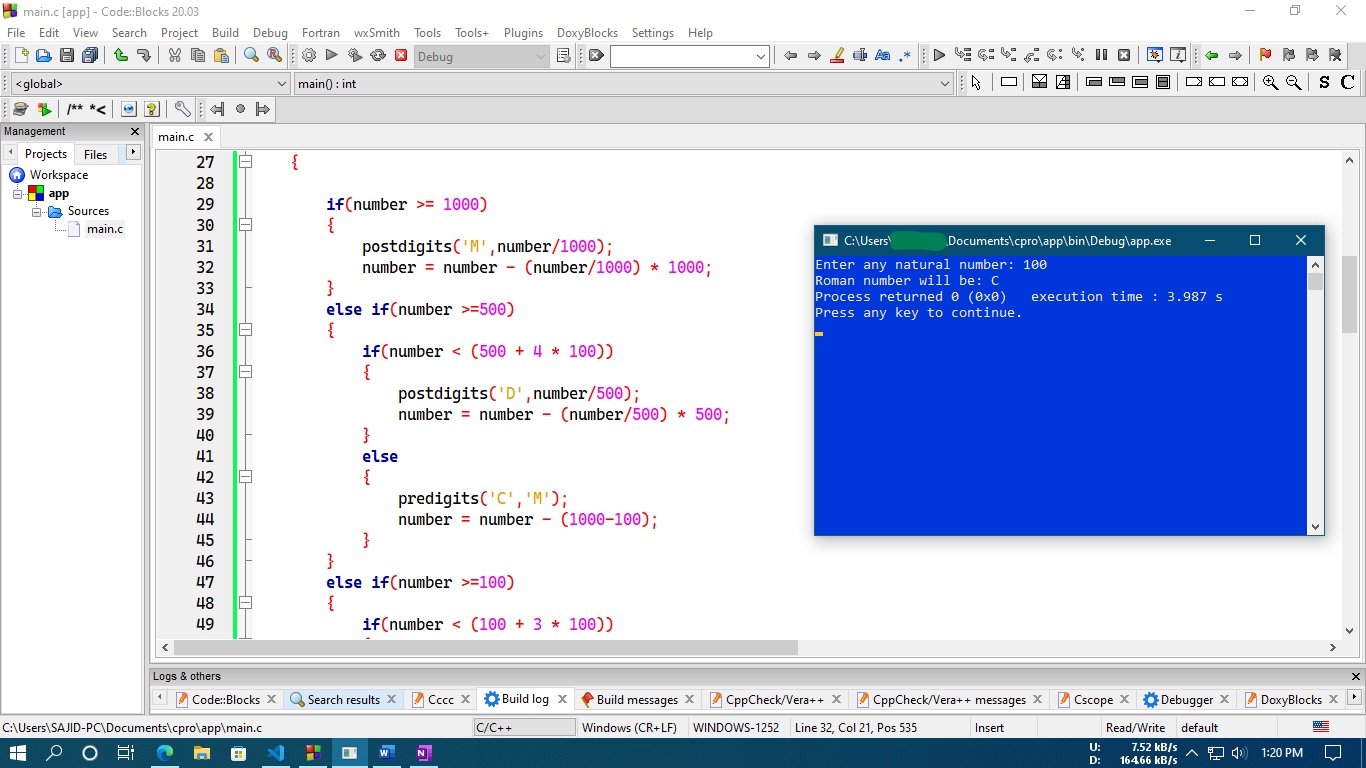 main.c [app] - Code::Blocks 20.03
File Edit View Search Project Build Debug Fortran wxSmith Tools Tools+ Plugins DoxyBlocks Settings Help
Debug
<global> main() : int
S C
/** *<
Management
Projects Files
Workspace
app
Sources
main.c
main.c
27 {
28
29 if(number >= 1000)
30 {
31 postdigits('M',number/1000);
32 number = number - (number/1000) * 1000;
33 }
34 else if(number >=500)
35 {
36 if(number < (500 + 4 * 100))
37 {
38 postdigits('D',number/500);
39 number = number - (number/500) * 500;
40 }
41 else
42 {
43 predigits('C','M');
44 number = number - (1000-100);
45 }
46 }
47 else if(number >=100)
48 {
49 if(number < (100 + 3 * 100))
C:\Users\ Documents\cpro\app\bin\Debug\app.exe
Enter any natural number: 100
Roman number will be: C
Process returned 0 (0x0) execution time : 3.987 s
Press any key to continue.
Logs & others
Code::Blocks Search results Cccc Build log Build messages CppCheck/Vera++ CppCheck/Vera++ messages Cscope Debugger DoxyBlocks
C:\Users\SAJID-PC\Documents\cpro\app\main.c C/C++ Windows (CR+LF) WINDOWS-1252 Line 32, Col 21, Pos 535 Insert Read/Write default
U: 7.52 kB/s
D: 164.66 kB/s
1:20 PM